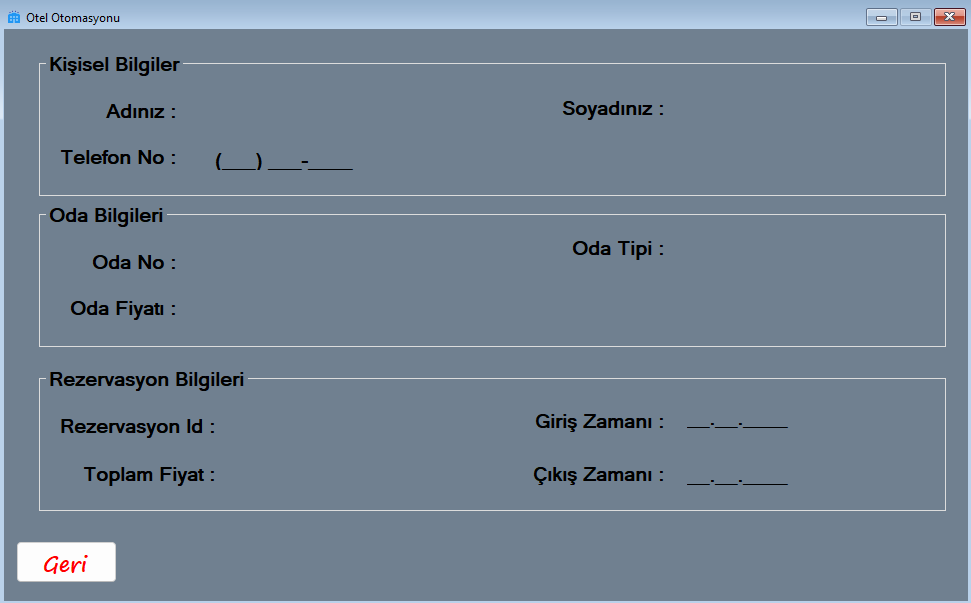 Otel Otomasyonu
Kişisel Bilgiler
Adınız :
Soyadınız :
Telefon No : (___) ___-____
Oda Bilgileri
Oda No :
Oda Tipi :
Oda Fiyatı :
Rezervasyon Bilgileri
Rezervasyon Id :
Giriş Zamanı : __.__.____
Toplam Fiyat :
Çıkış Zamanı : __.__.____
Geri